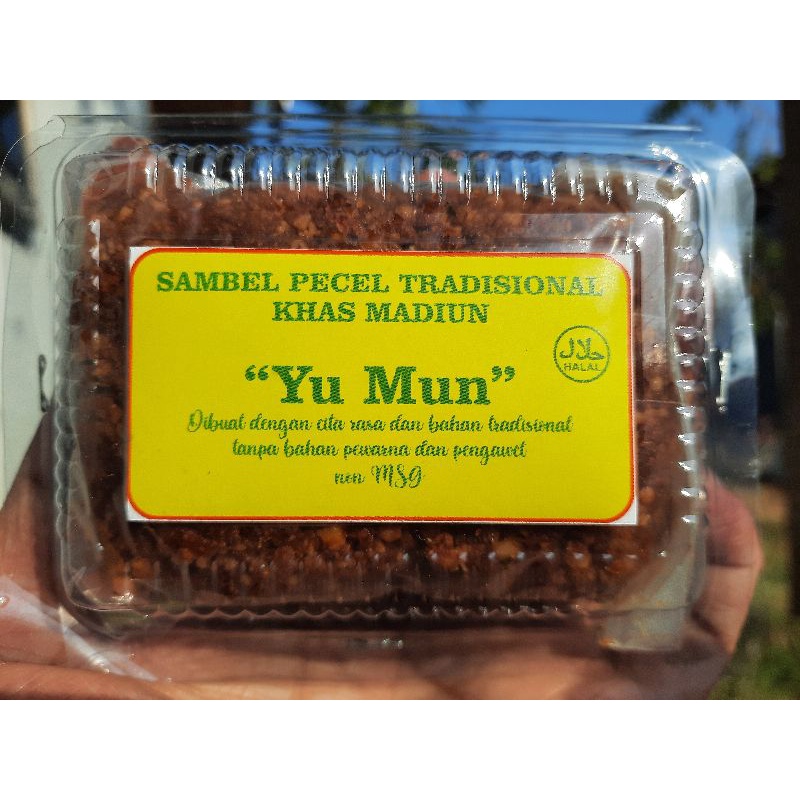 SAMBEL PECEL TRADISIONAL
KHAS MADIUN
حلال
HALAL
“Yu Mun”
Dibuat dengan cita rasa dan bahan tradisional
tanpa bahan pewarna dan pengawet
non MSG